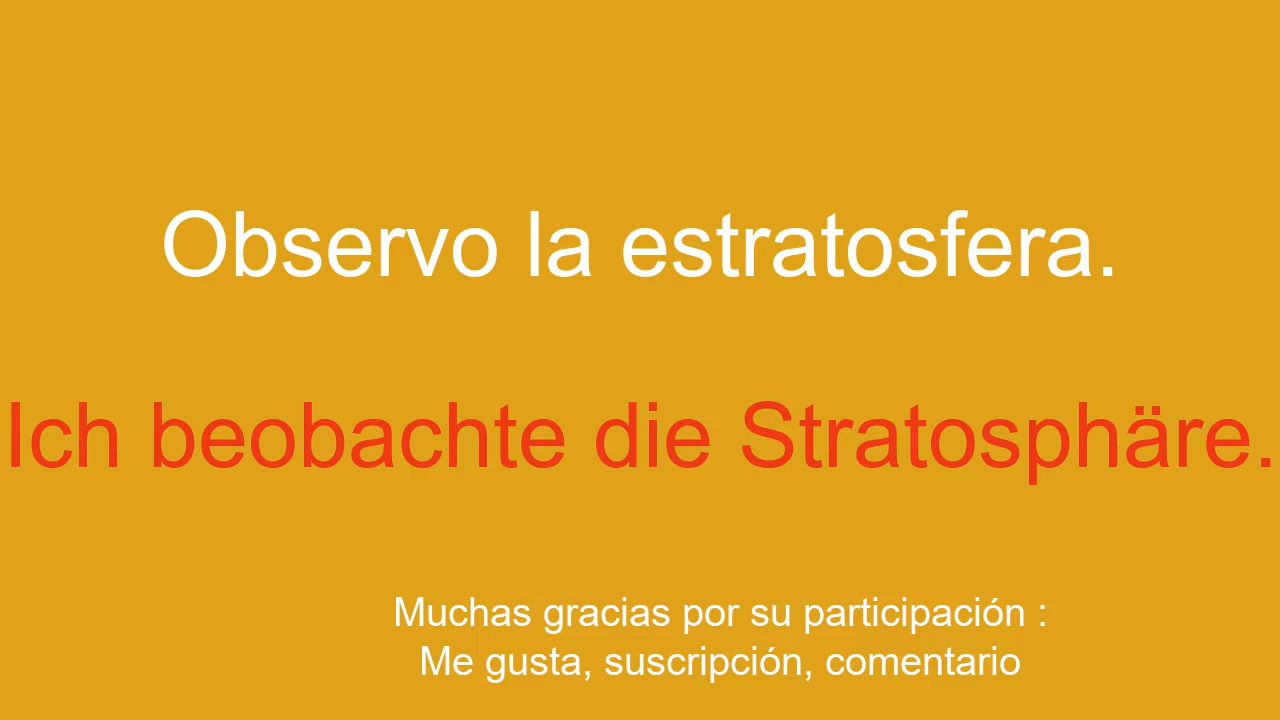 Observo la estratosfera.
Ich beobachte die Stratosphäre.
Muchas gracias por su participación :
Me gusta, suscripción, comentario